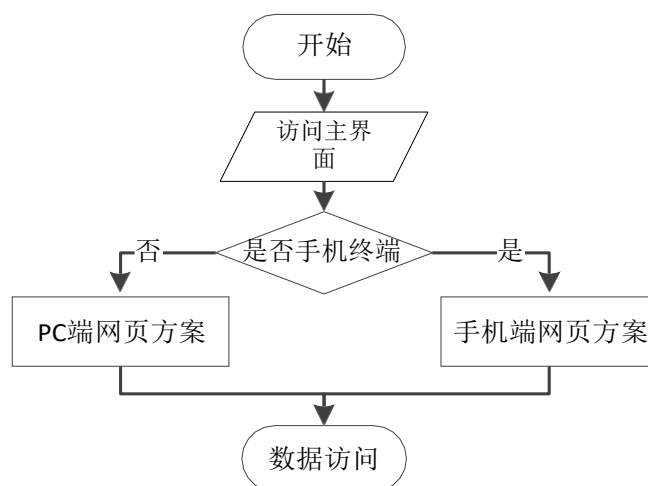 开始
访问主界
面
是否手机终端
否
是
PC端网页方案
手机端网页方案
数据访问